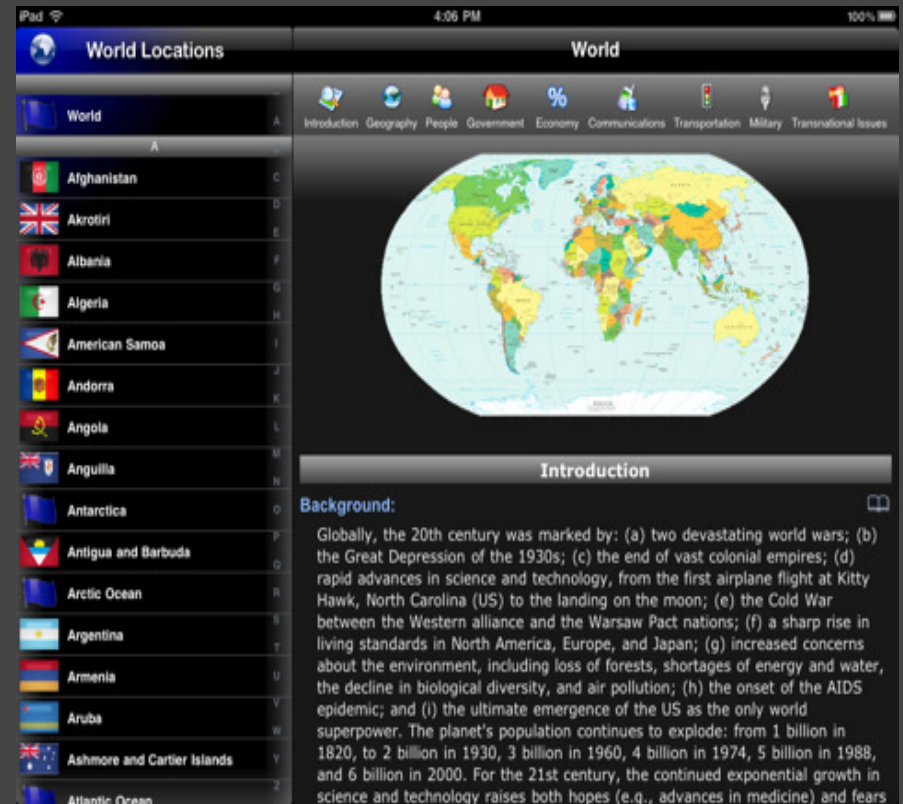 iPad 4:06 PM 100%
World Locations
World
World
A
Afghanistan
Akrotiri
Albania
Algeria
American Samoa
Andorra
Angola
Anguilla
Antarctica
Antigua and Barbuda
Arctic Ocean
Argentina
Armenia
Aruba
Ashmore and Cartier Islands
Atlantic Ocean
A
C
D
E
F
G
H
I
J
K
L
M
N
O
P
Q
R
S
T
U
V
W
Y
Z
Introduction Geography People Government Economy Communications Transportation Military Transnational Issues
Introduction
Background:
Globally, the 20th century was marked by: (a) two devastating world wars; (b)
the Great Depression of the 1930s; (c) the end of vast colonial empires; (d)
rapid advances in science and technology, from the first airplane flight at Kitty
Hawk, North Carolina (US) to the landing on the moon; (e) the Cold War
between the Western alliance and the Warsaw Pact nations; (f) a sharp rise in
living standards in North America, Europe, and Japan; (g) increased concerns
about the environment, including loss of forests, shortages of energy and water,
the decline in biological diversity, and air pollution; (h) the onset of the AIDS
epidemic; and (i) the ultimate emergence of the US as the only world
superpower. The planet's population continues to explode: from 1 billion in
1820, to 2 billion in 1930, 3 billion in 1960, 4 billion in 1974, 5 billion in 1988,
and 6 billion in 2000. For the 21st century, the continued exponential growth in
science and technology raises both hopes (e.g., advances in medicine) and fears